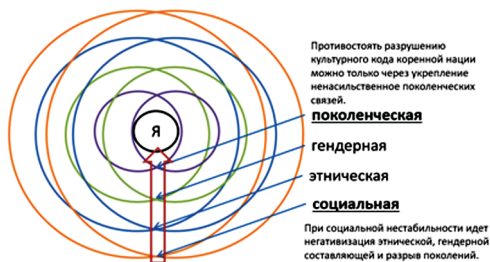 Противостоять разрушению
культурного кода коренной нации
можно только через укрепление
ненасильственное поколенческих
связей.
поколенческая
гендерная
этническая
социальная
При социальной нестабильности идет
негативизация этнической, гендерной
составляющей и разрыв поколений.
Я